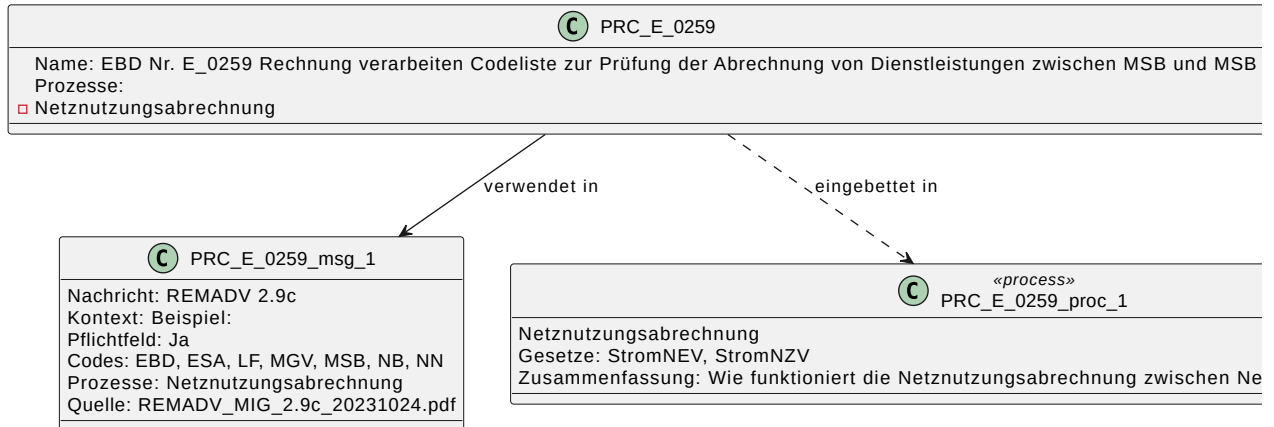 C PRC_E_0259
Name: EBD Nr. E_0259 Rechnung verarbeiten Codeliste zur Prüfung der Abrechnung von Dienstleistungen zwischen MSB und MSB
Prozesse:
Netznutzungsabrechnung
verwendet in
eingebettet in
C PRC_E_0259_msg_1
Nachricht: REMADV 2.9c
Kontext: Beispiel:
Pflichtfeld: Ja
Codes: EBD, ESA, LF, MGV, MSB, NB, NN
Prozesse: Netznutzungsabrechnung
Quelle: REMADV_MIG_2.9c_20231024.pdf
C «process»
PRC_E_0259_proc_1
Netznutzungsabrechnung
Gesetze: StromNEV, StromNZV
Zusammenfassung: Wie funktioniert die Netznutzungsabrechnung zwischen Ne